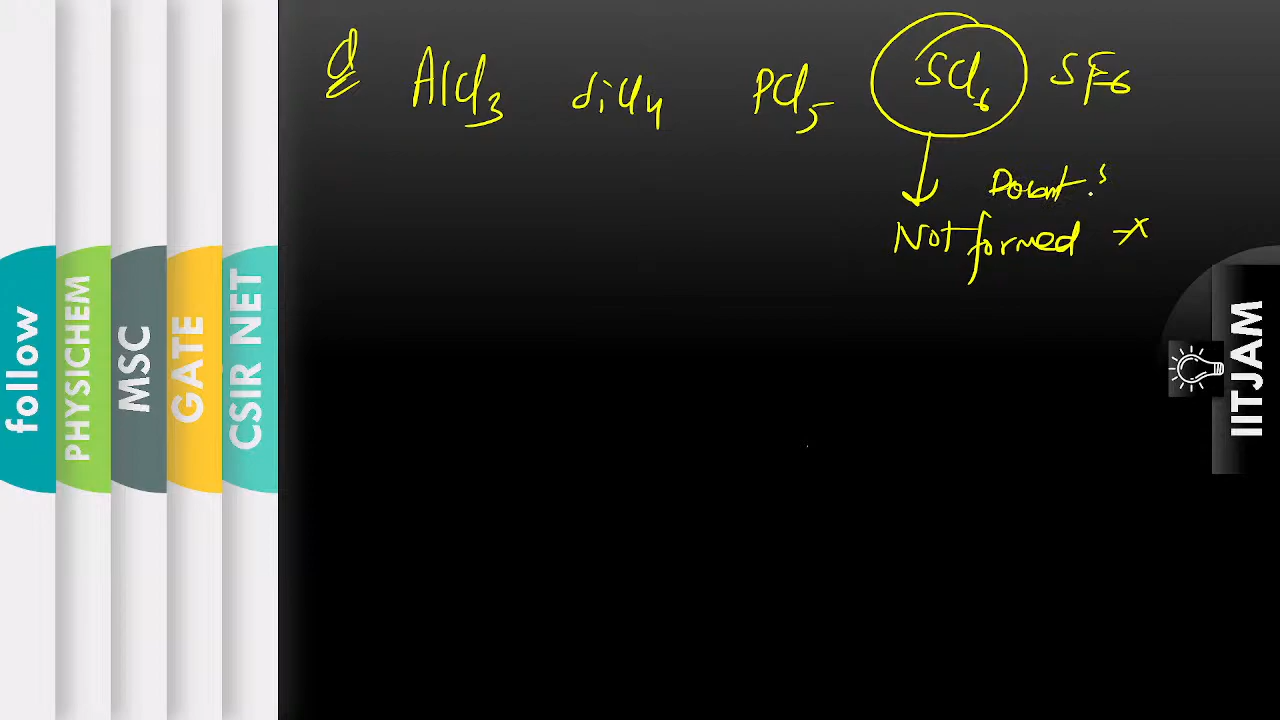 AlCl3 SiCl4 PCl5 SCl6 SF6
Not formed ×
follow
PHYSICHEM
MSC
GATE
CSIR NET
IITJAM